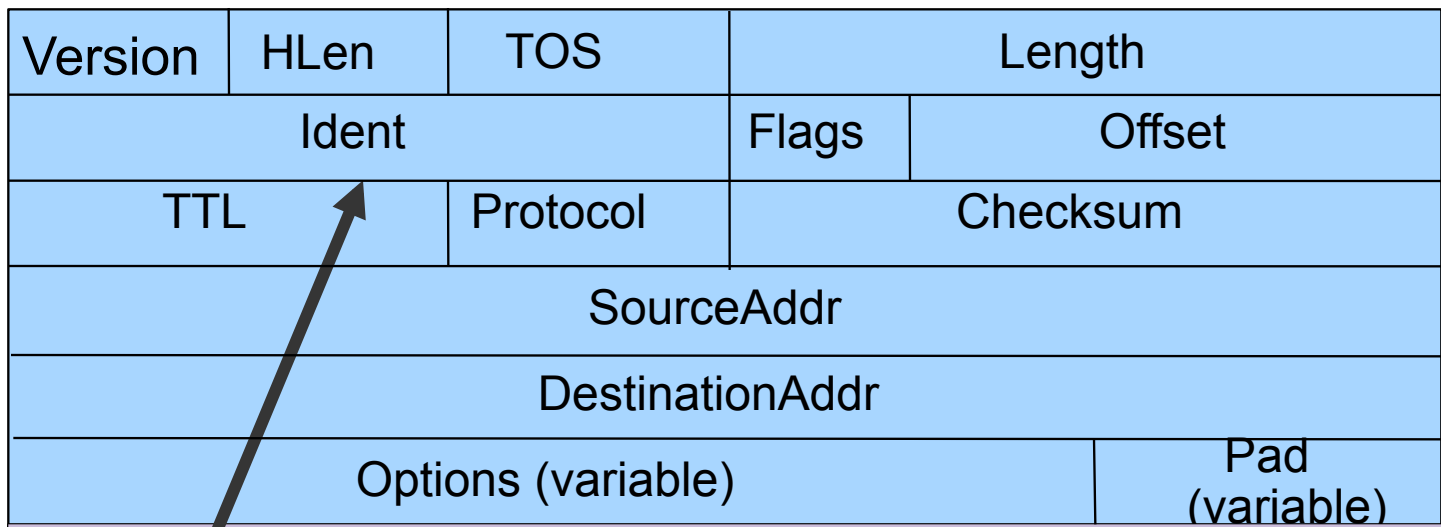 Version HLen TOS Length
Ident Flags Offset
TTL Protocol Checksum
SourceAddr
DestinationAddr
Options (variable) Pad
(variable)